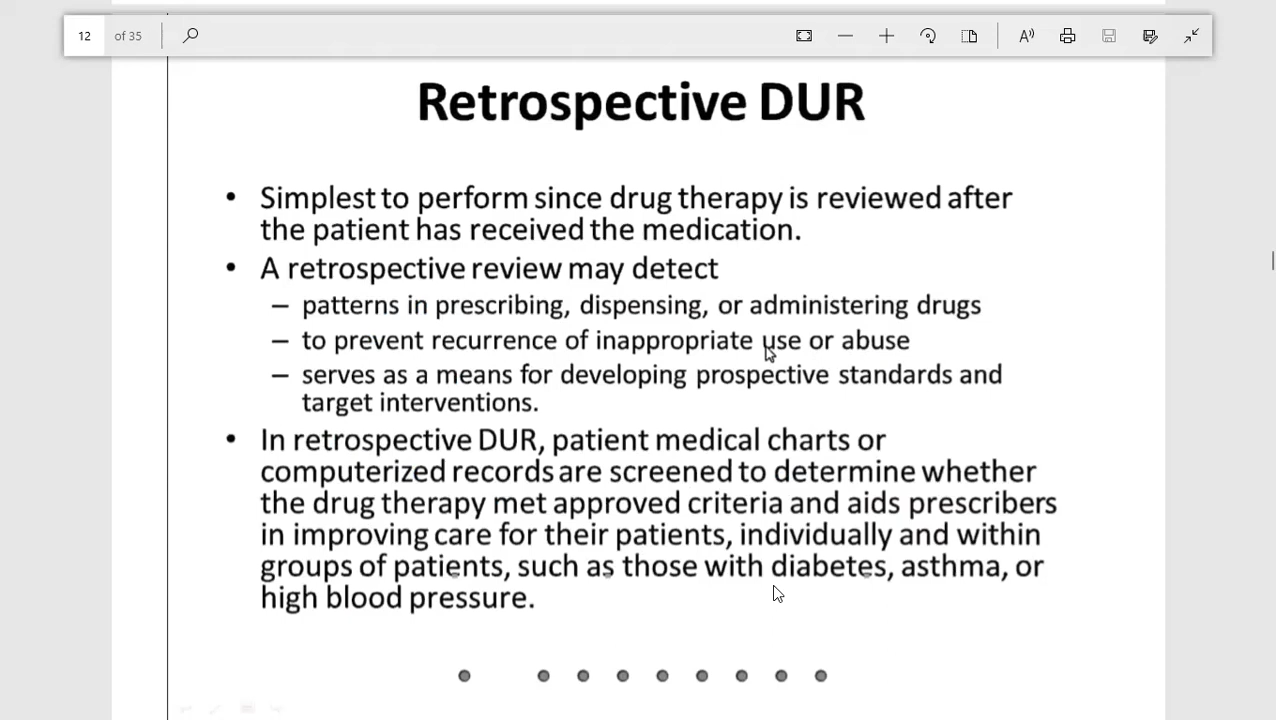 12 of 35
Retrospective DUR
• Simplest to perform since drug therapy is reviewed after
the patient has received the medication.
• A retrospective review may detect
– patterns in prescribing, dispensing, or administering drugs
– to prevent recurrence of inappropriate use or abuse
– serves as a means for developing prospective standards and
target interventions.
• In retrospective DUR, patient medical charts or
computerized records are screened to determine whether
the drug therapy met approved criteria and aids prescribers
in improving care for their patients, individually and within
groups of patients, such as those with diabetes, asthma, or
high blood pressure.